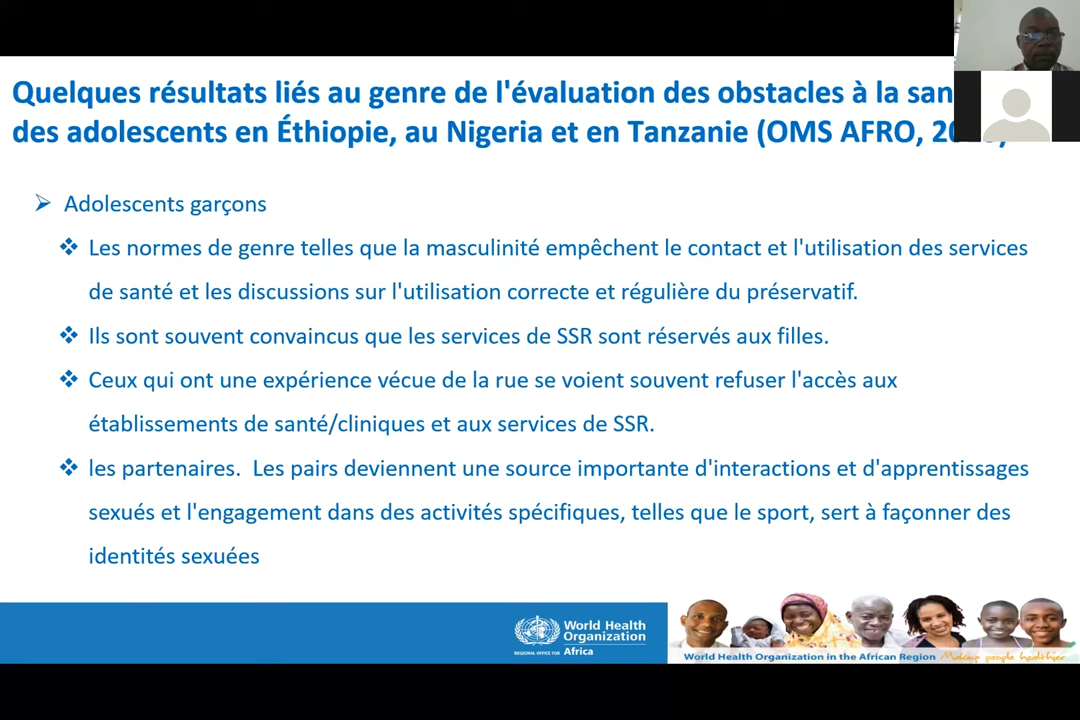 Quelques résultats liés au genre de l'évaluation des obstacles à la
des adolescents en Éthiopie, au Nigeria et en Tanzanie (OMS AFRO,
➢ Adolescents garçons
❖ Les normes de genre telles que la masculinité empêchent le contact et l'utilisation des services
de santé et les discussions sur l'utilisation correcte et régulière du préservatif.
❖ Ils sont souvent convaincus que les services de SSR sont réservés aux filles.
❖ Ceux qui ont une expérience vécue de la rue se voient souvent refuser l'accès aux
établissements de santé/cliniques et aux services de SSR.
❖ les partenaires.  Les pairs deviennent une source importante d'interactions et d'apprentissages
sexués et l'engagement dans des activités spécifiques, telles que le sport, sert à façonner des
identités sexuées
World Health
Organization
REGIONAL OFFICE FOR Africa
World Health Organization in the African Region Making people healthier